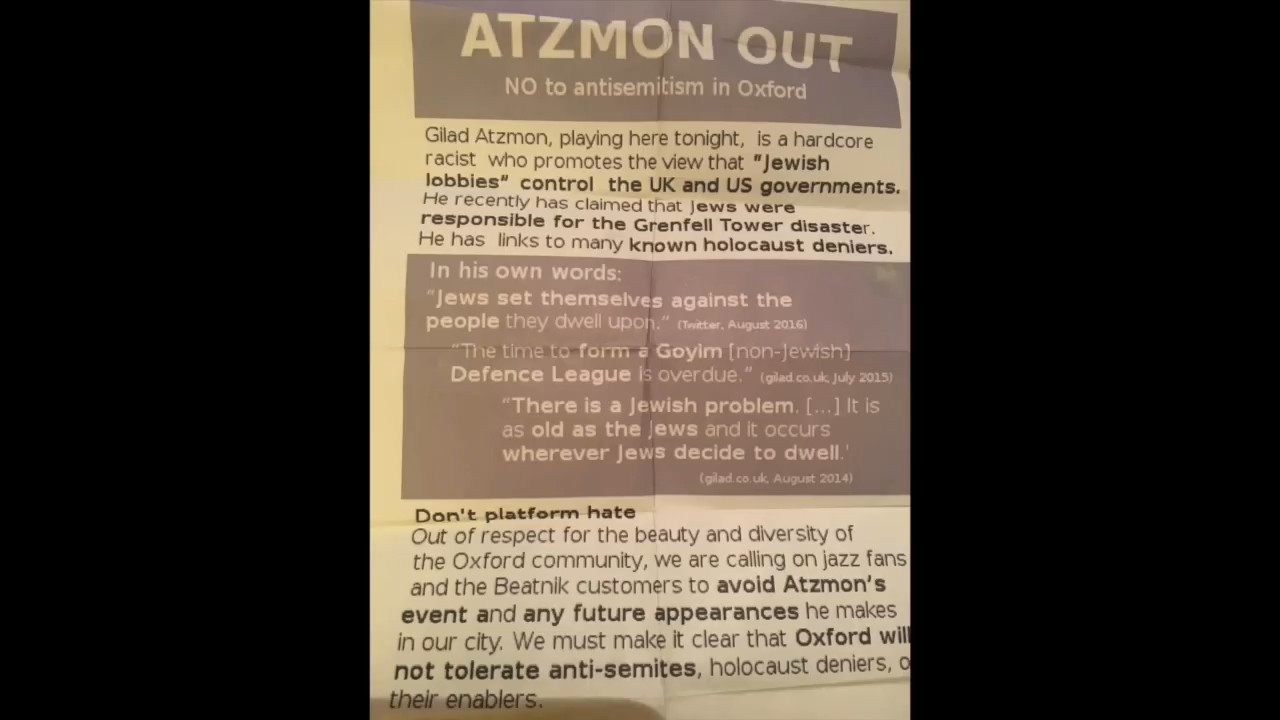 ATZMON OUT
NO to antisemitism in Oxford
Gilad Atzmon, playing here tonight, is a hardcore
racist who promotes the view that "Jewish
lobbies" control the UK and US governments.
He recently has claimed that Jews were
responsible for the Grenfell Tower disaster.
He has links to many known holocaust deniers.
In his own words:
"Jews set themselves against the
people they dwell upon." (Twitter, August 2016)
"The time to form a Goyim [non-Jewish]
Defence League is overdue." (gilad.co.uk, July 2015)
"There is a Jewish problem. [...] It is
as old as the Jews and it occurs
wherever Jews decide to dwell.'
(gilad.co.uk, August 2014)
Don't platform hate
Out of respect for the beauty and diversity of
the Oxford community, we are calling on jazz fans
and the Beatnik customers to avoid Atzmon's
event and any future appearances he makes
in our city. We must make it clear that Oxford will
not tolerate anti-semites, holocaust deniers,
their enablers.